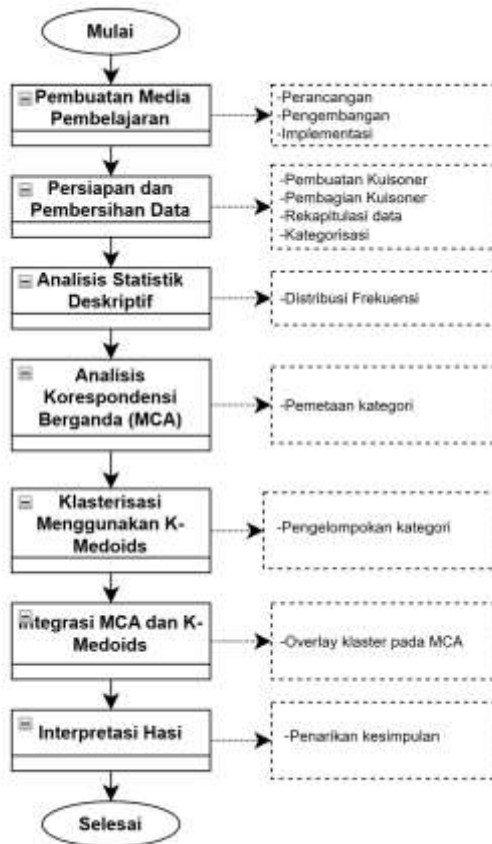 Mulai
Pembuatan Media
Pembelajaran
-Perancangan
-Pengembangan
-Implementasi
Persiapan dan
Pembersihan Data
-Pembuatan Kuisoner
-Pembagian Kuisoner
-Rekapitulasi data
-Kategorisasi
Analisis Statistik
Deskriptif
-Distribusi Frekuensi
Analisis
Korespondensi
Berganda (MCA)
-Pemetaan kategori
Klasterisasi
Menggunakan K-
Medoids
-Pengelompokan kategori
Integrasi MCA dan K-
Medoids
-Overlay klaster pada MCA
Interpretasi Hasi
-Penarikan kesimpulan
Selesai